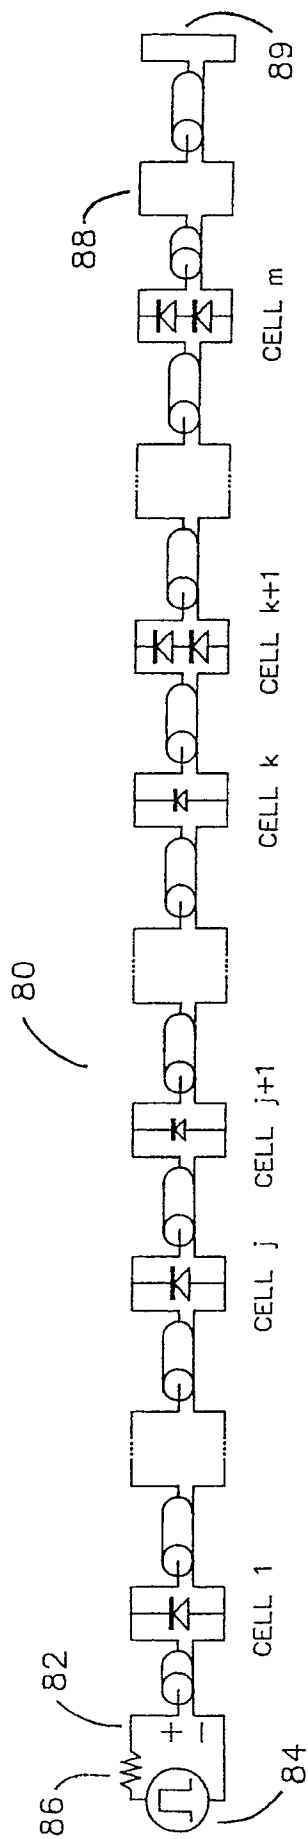 80
86
82
84
+
−
88
89
CELL 1
CELL j
CELL j+1
CELL k
CELL k+1
CELL m